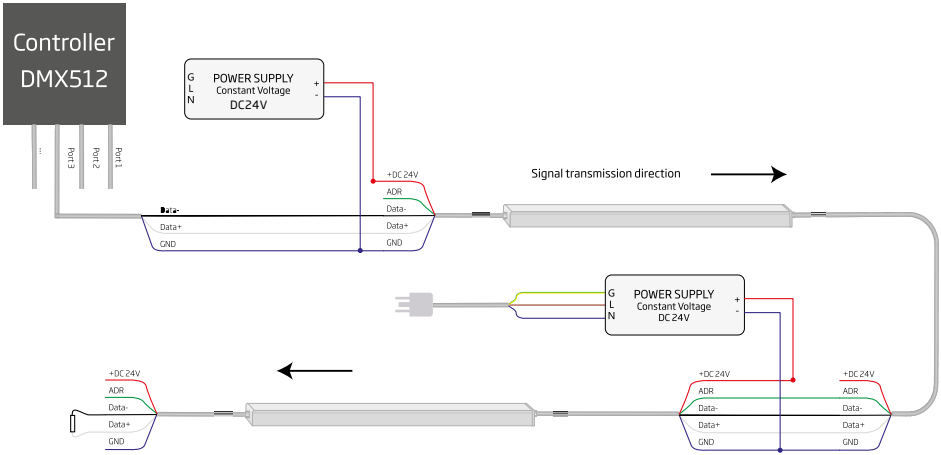 Controller
DMX512
...
Port 3
Port 2
Port 1
G
L
N
POWER SUPPLY
Constant Voltage
DC24V
+
-
Data-
Data+
GND
+DC 24V
ADR
Data-
Data+
GND
Signal transmission direction
G
L
N
POWER SUPPLY
Constant Voltage
DC 24V
+
-
+DC 24V
ADR
Data-
Data+
GND
+DC 24V
ADR
Data-
Data+
GND
+DC 24V
Data-
Data+
GND